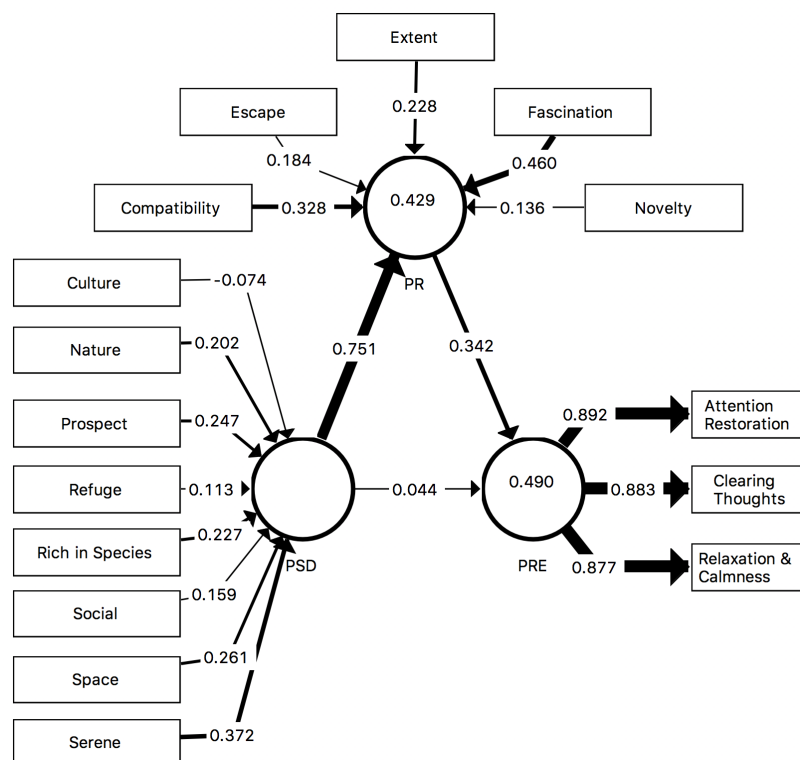 Extent
0.228
Escape
Fascination
0.184
0.460
Compatibility
0.328
0.429
0.136
Novelty
PR
Culture
-0.074
Nature
0.202
0.751
0.342
Prospect
0.247
0.892
Attention
Restoration
Refuge
0.113
0.044
0.490
0.883
Clearing
Thoughts
Rich in Species
0.227
PSD
PRE
0.877
Relaxation &
Calmness
Social
0.159
Space
0.261
Serene
0.372